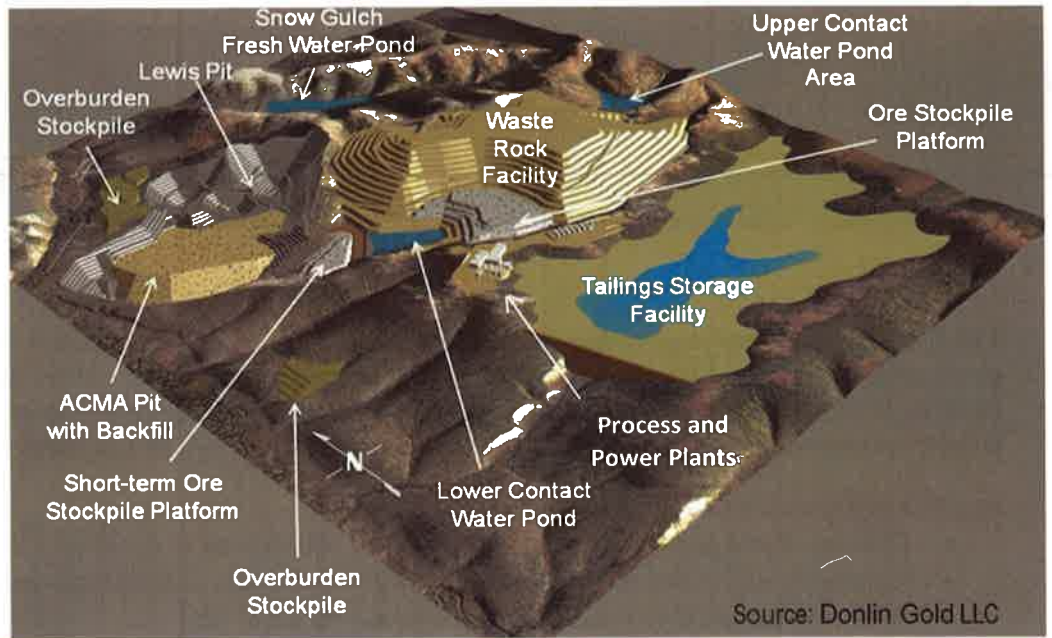 Snow Gulch
Fresh Water Pond
Upper Contact
Water Pond
Area
Lewis Pit
Overburden
Stockpile
Waste
Rock
Facility
Ore Stockpile
Platform
Tailings Storage
Facility
ACMA Pit
with Backfill
Short-term Ore
Stockpile Platform
N
Process and
Power Plants
Lower Contact
Water Pond
Overburden
Stockpile
Source: Donlin Gold LLC